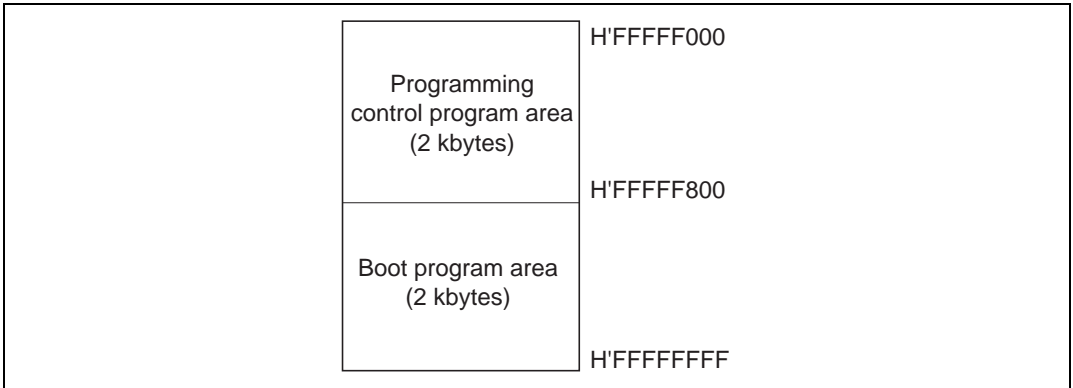 H'FFFFF000
Programming
control program area
(2 kbytes)
H'FFFFF800
Boot program area
(2 kbytes)
H'FFFFFFFF